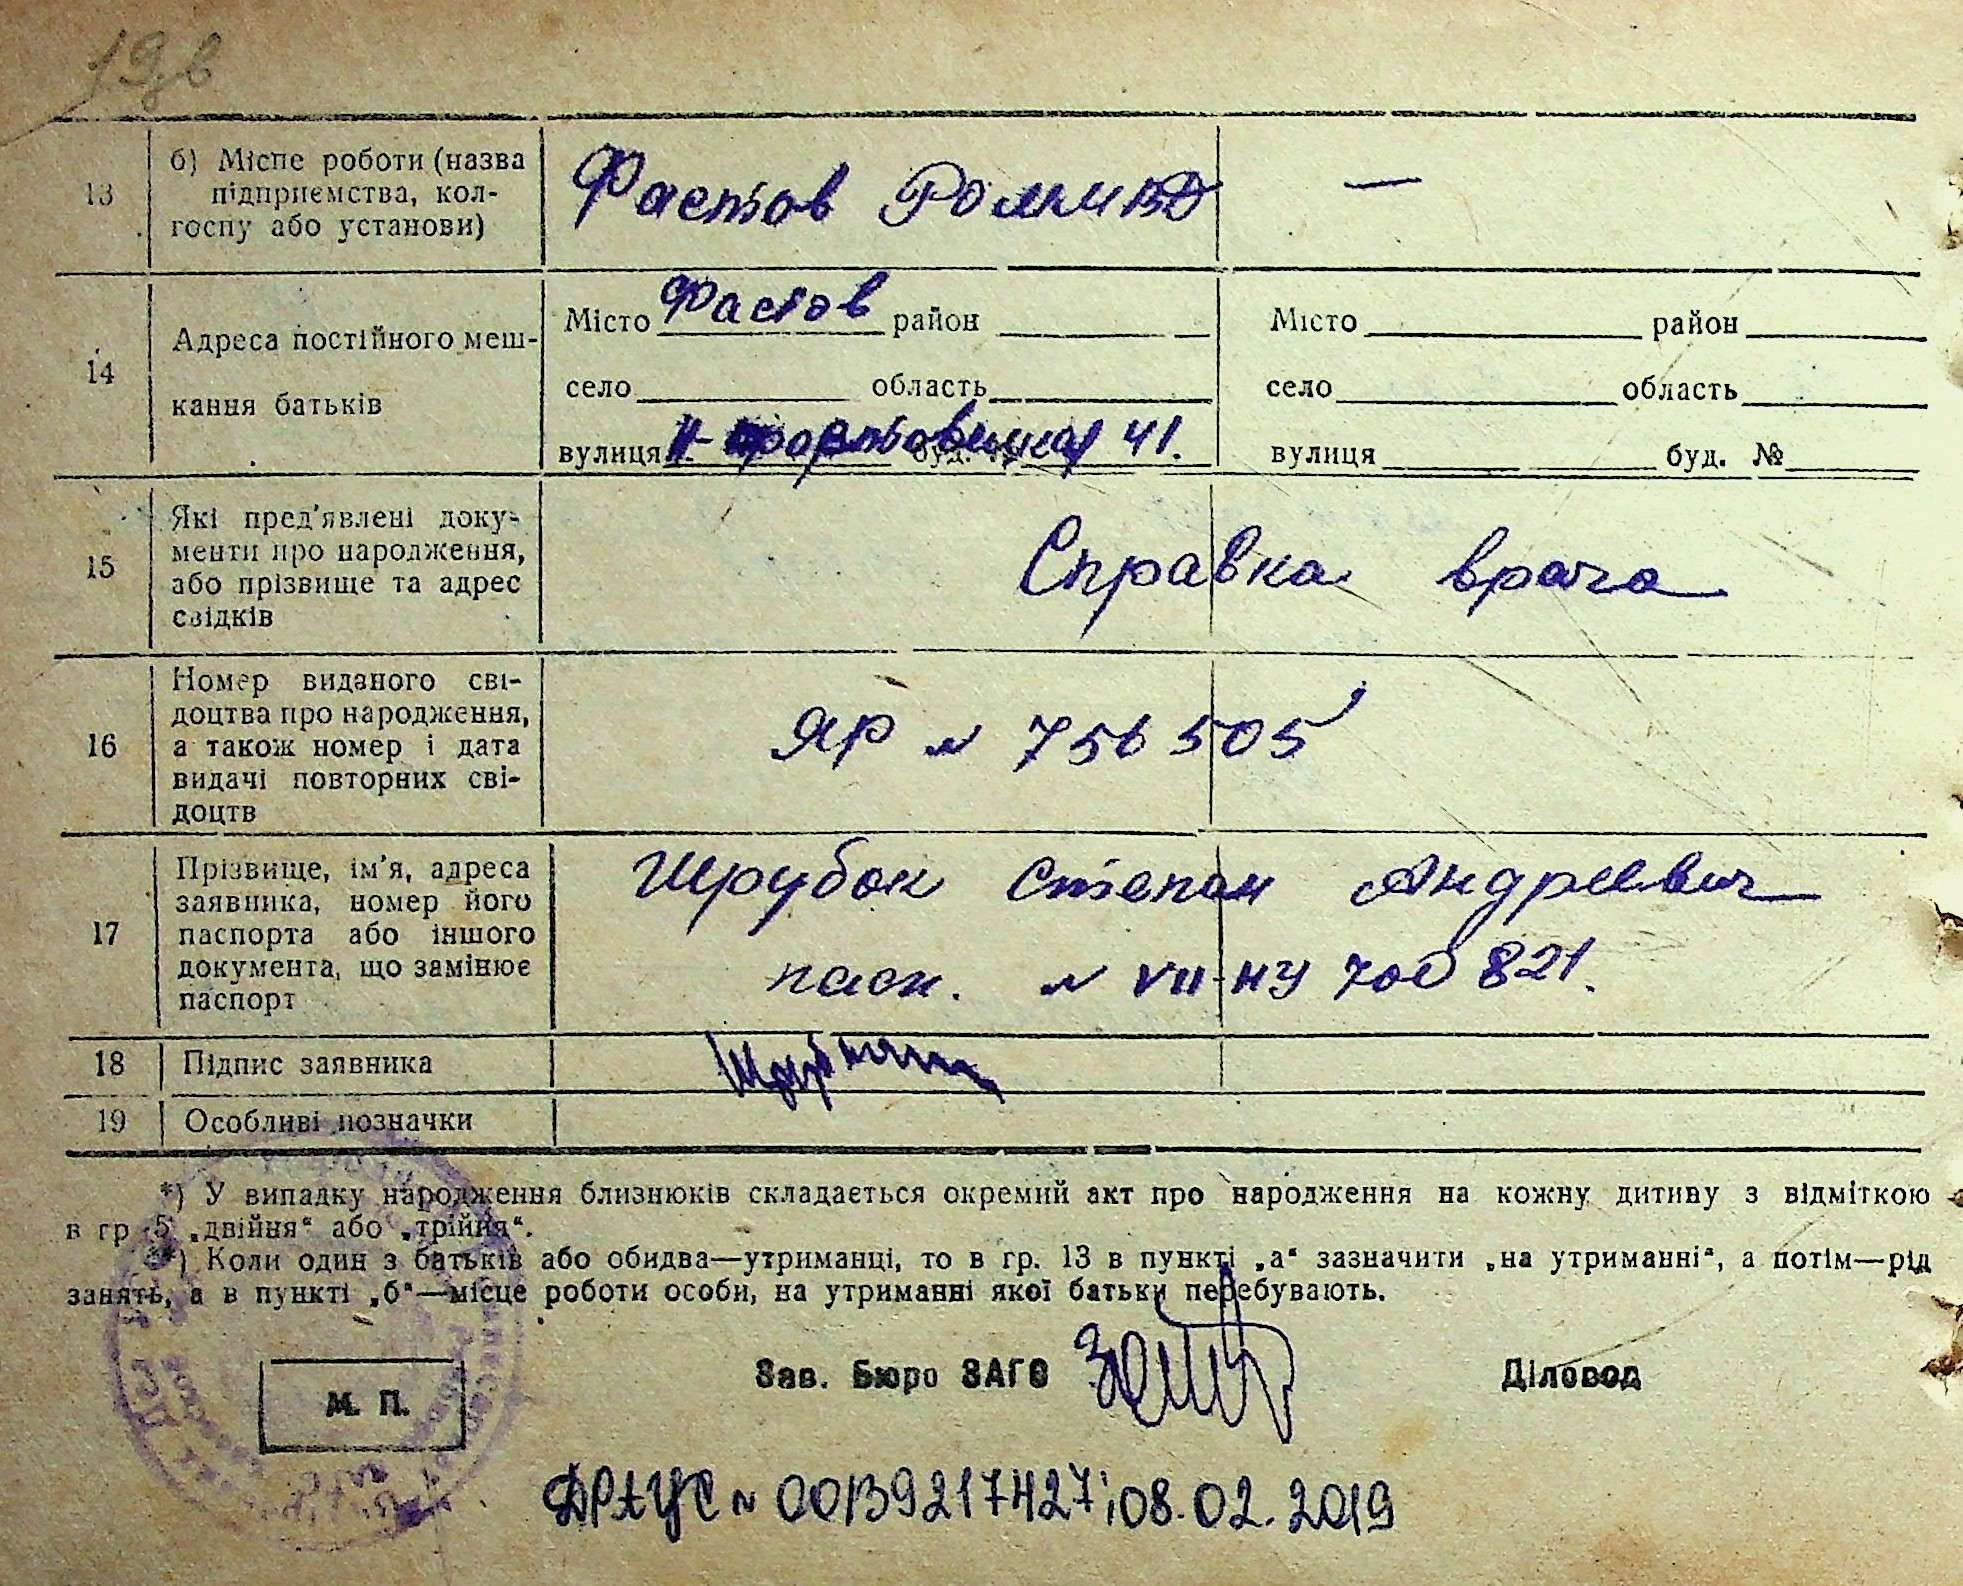 19 зв
13 б) Місце роботи (назва Фастов —
підприємства, кол-
госпу або установи)
Місто Фастов район Місто район
14 Адреса постійного меш-
село область село область
кання батьків
вулиця 41. вулиця буд. №
15 Які пред'явлені доку-
менти про народження, Справка врача
або прізвище та адрес
свідків
Номер виданого сві-
доцтва про народження,
16 а також номер і дата ЯР № 756505
видачі повторних сві-
доцтв
Прізвище, ім'я, адреса Шрубок Степан Андреевич
заявника, номер його
17 паспорта або іншого
документа, що замінює пасп. № VII-НУ 700821.
паспорт
18 Підпис заявника
19 Особливі позначки
*) У випадку народження близнюків складається окремий акт про народження на кожну дитину з відміткою
в гр 5 „двійня“ або „трійня“.
**) Коли один з батьків або обидва—утриманці, то в гр. 13 в пункті „а“ зазначити „на утриманні“, а потім—рід
занять, а в пункті „б“—місце роботи особи, на утриманні якої батьки перебувають.
Зав. Бюро ЗАГС Діловод
М. П.
ДРАЦС № 00139217427; 08.02.2019